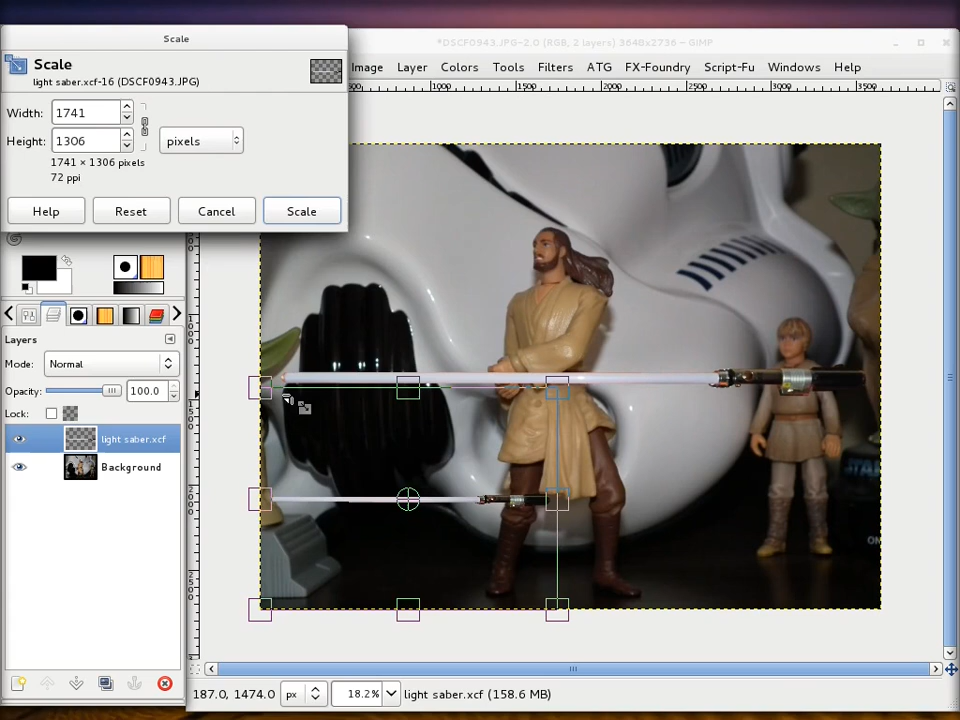 Scale
*DSCF0943.JPG-2.0 (RGB, 2 layers) 3648x2736 – GIMP
Scale
light saber.xcf-16 (DSCF0943.JPG)
Image Layer Colors Tools Filters ATG FX-Foundry Script-Fu Windows Help
Width: 1741
Height: 1306 pixels
1741 × 1306 pixels
72 ppi
Help Reset Cancel Scale
1000 1500 2000 2500 3000 3500
Layers
Mode: Normal
Opacity: 100.0
Lock:
light saber.xcf
Background
187.0, 1474.0 px 18.2% light saber.xcf (158.6 MB)